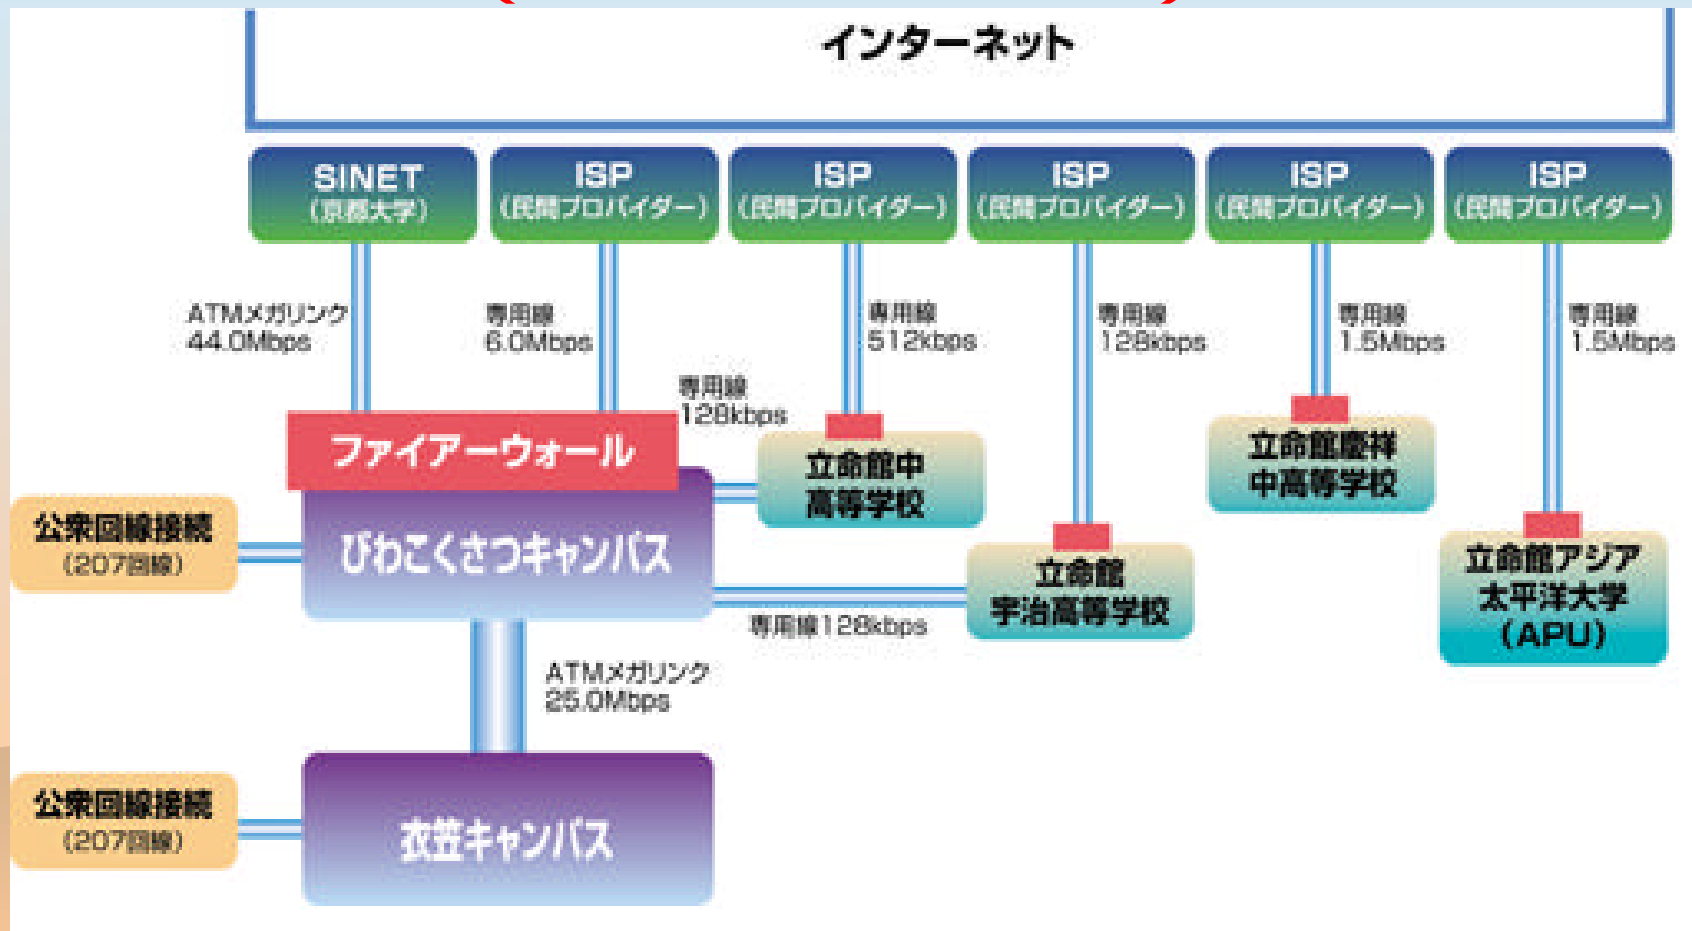 インターネット
SINET
(京都大学)
ISP
(民間プロバイダー)
ISP
(民間プロバイダー)
ISP
(民間プロバイダー)
ISP
(民間プロバイダー)
ISP
(民間プロバイダー)
ATMメガリンク
44.0Mbps
専用線
6.0Mbps
専用線
512kbps
専用線
128kbps
専用線
1.5Mbps
専用線
1.5Mbps
専用線
128kbps
ファイアーウォール
立命館中
高等学校
立命館慶祥
中高等学校
公衆回線接続
(207回線)
びわこくさつキャンパス
立命館
宇治高等学校
立命館アジア
太平洋大学
(APU)
専用線128kbps
ATMメガリンク
25.0Mbps
公衆回線接続
(207回線)
衣笠キャンパス